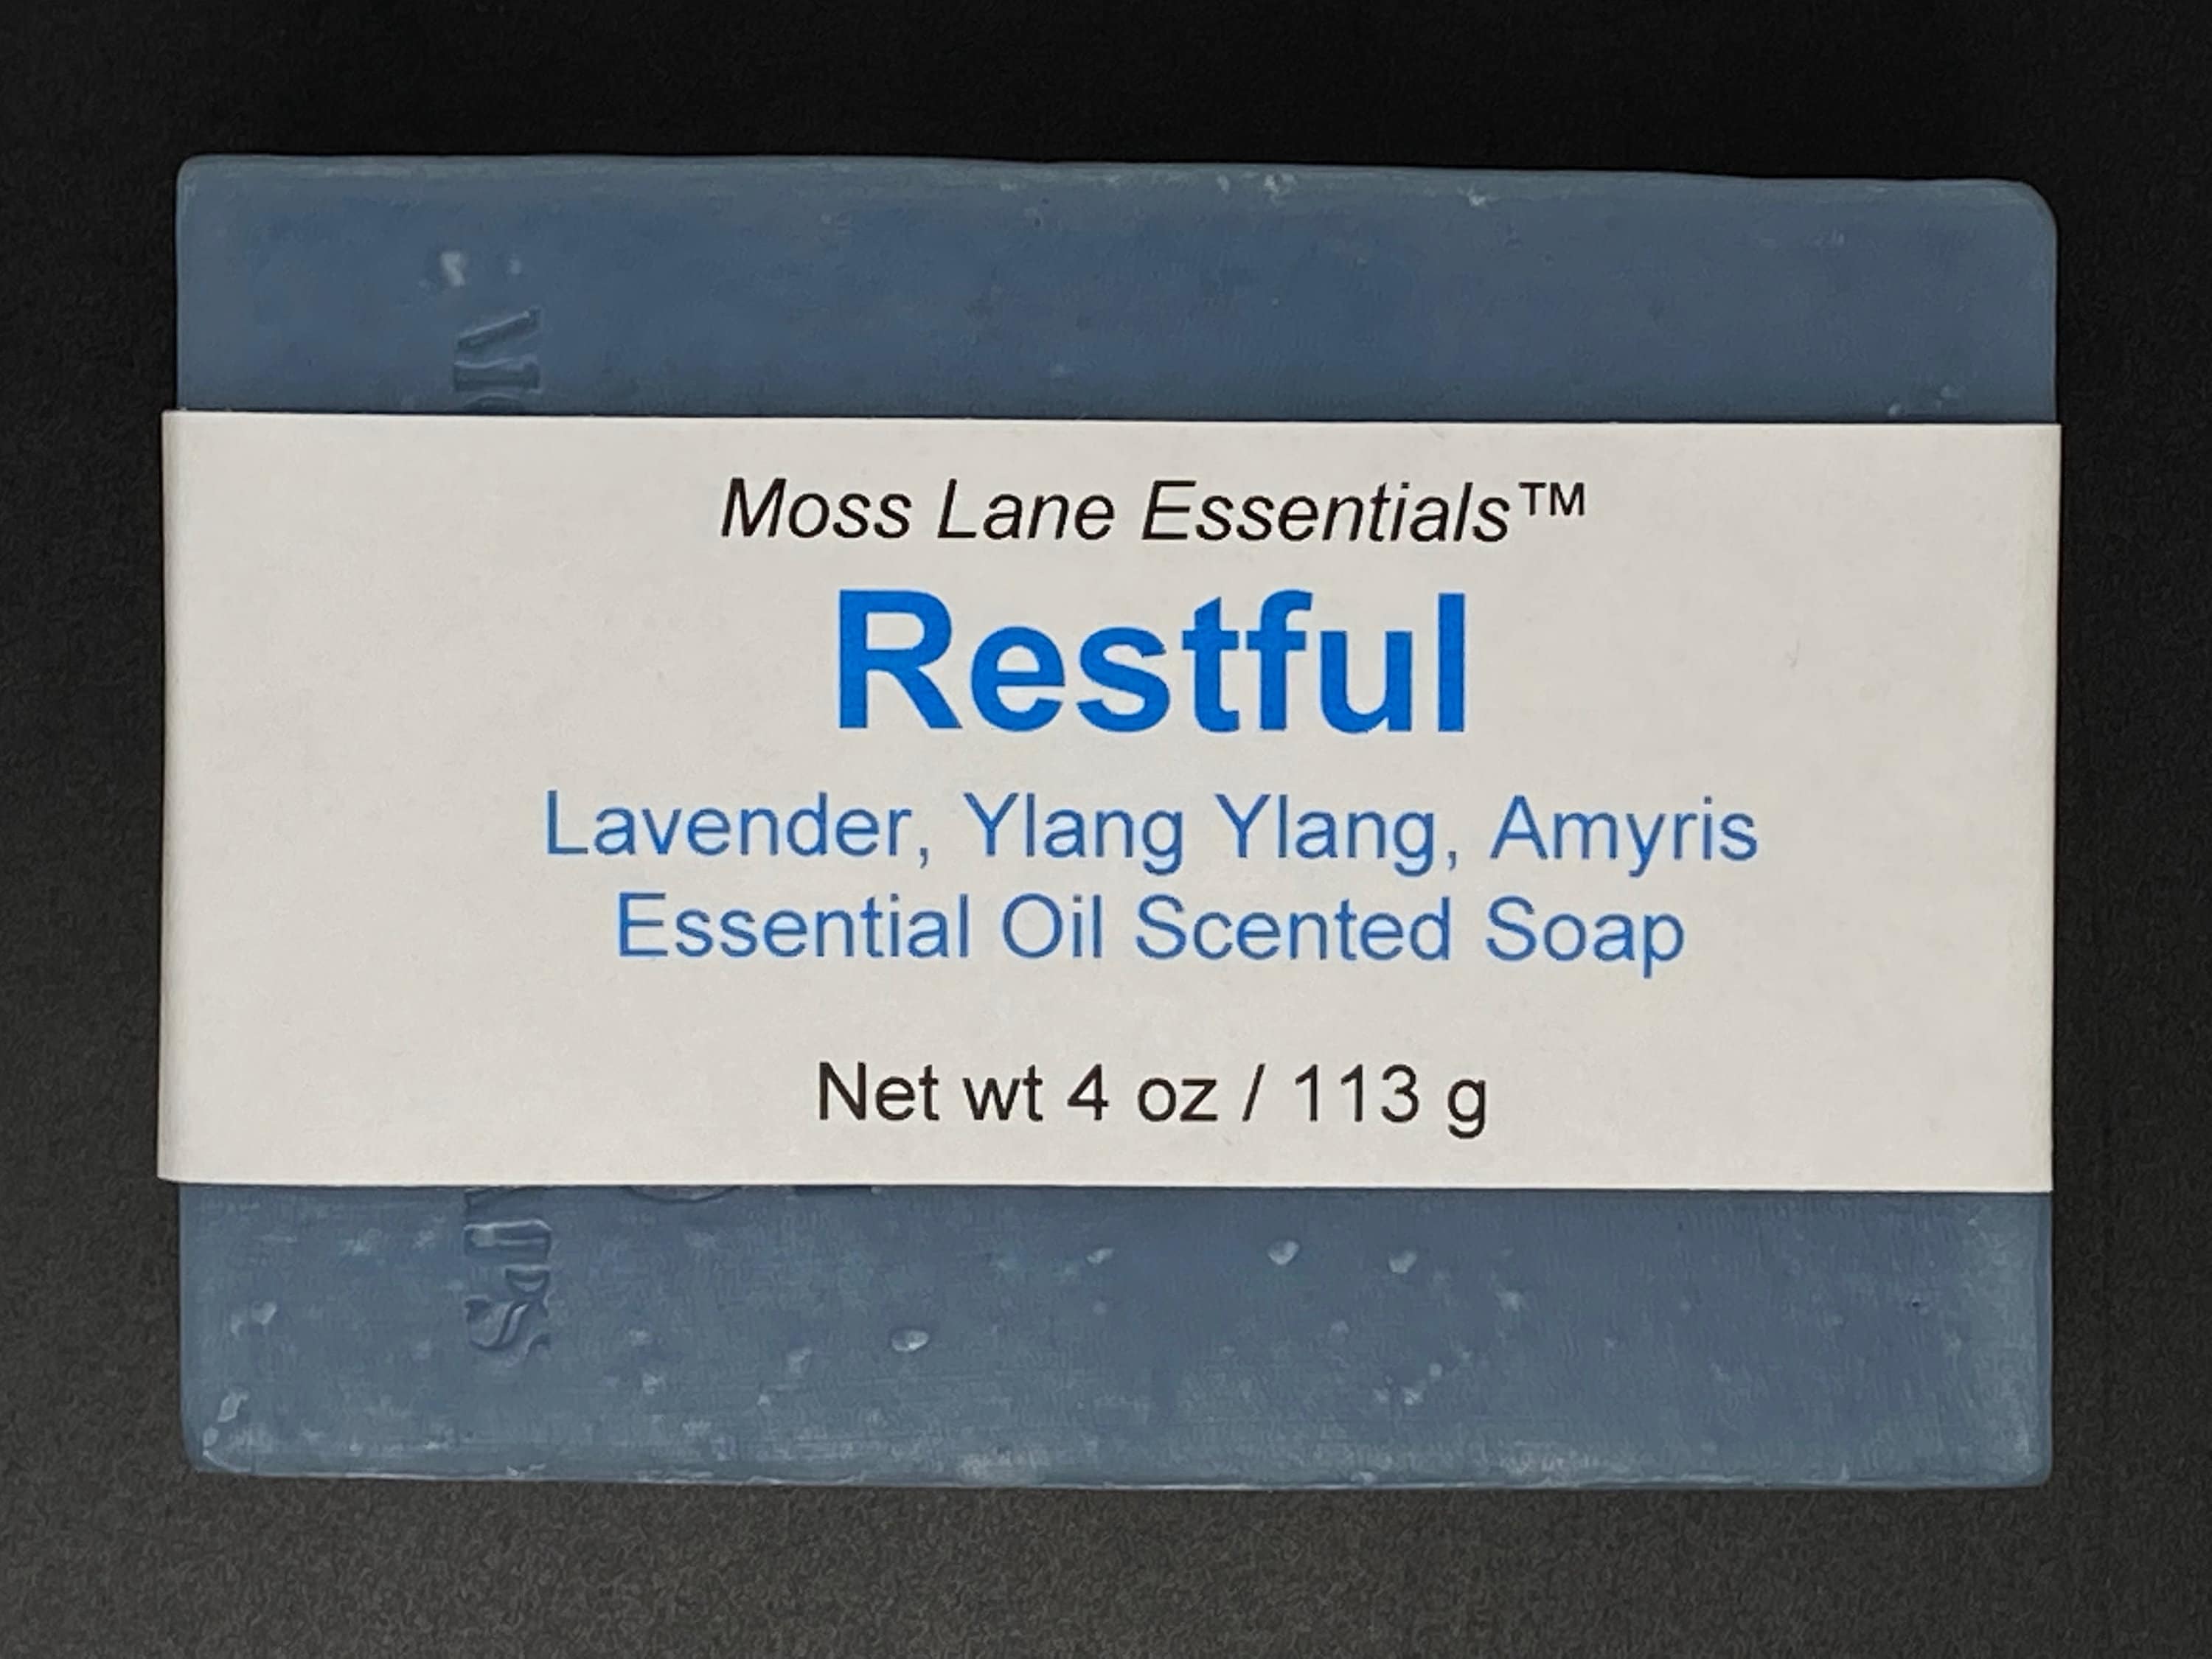 Moss Lane Essentials™
Restful
Lavender, Ylang Ylang, Amyris
Essential Oil Scented Soap
Net wt 4 oz / 113 g